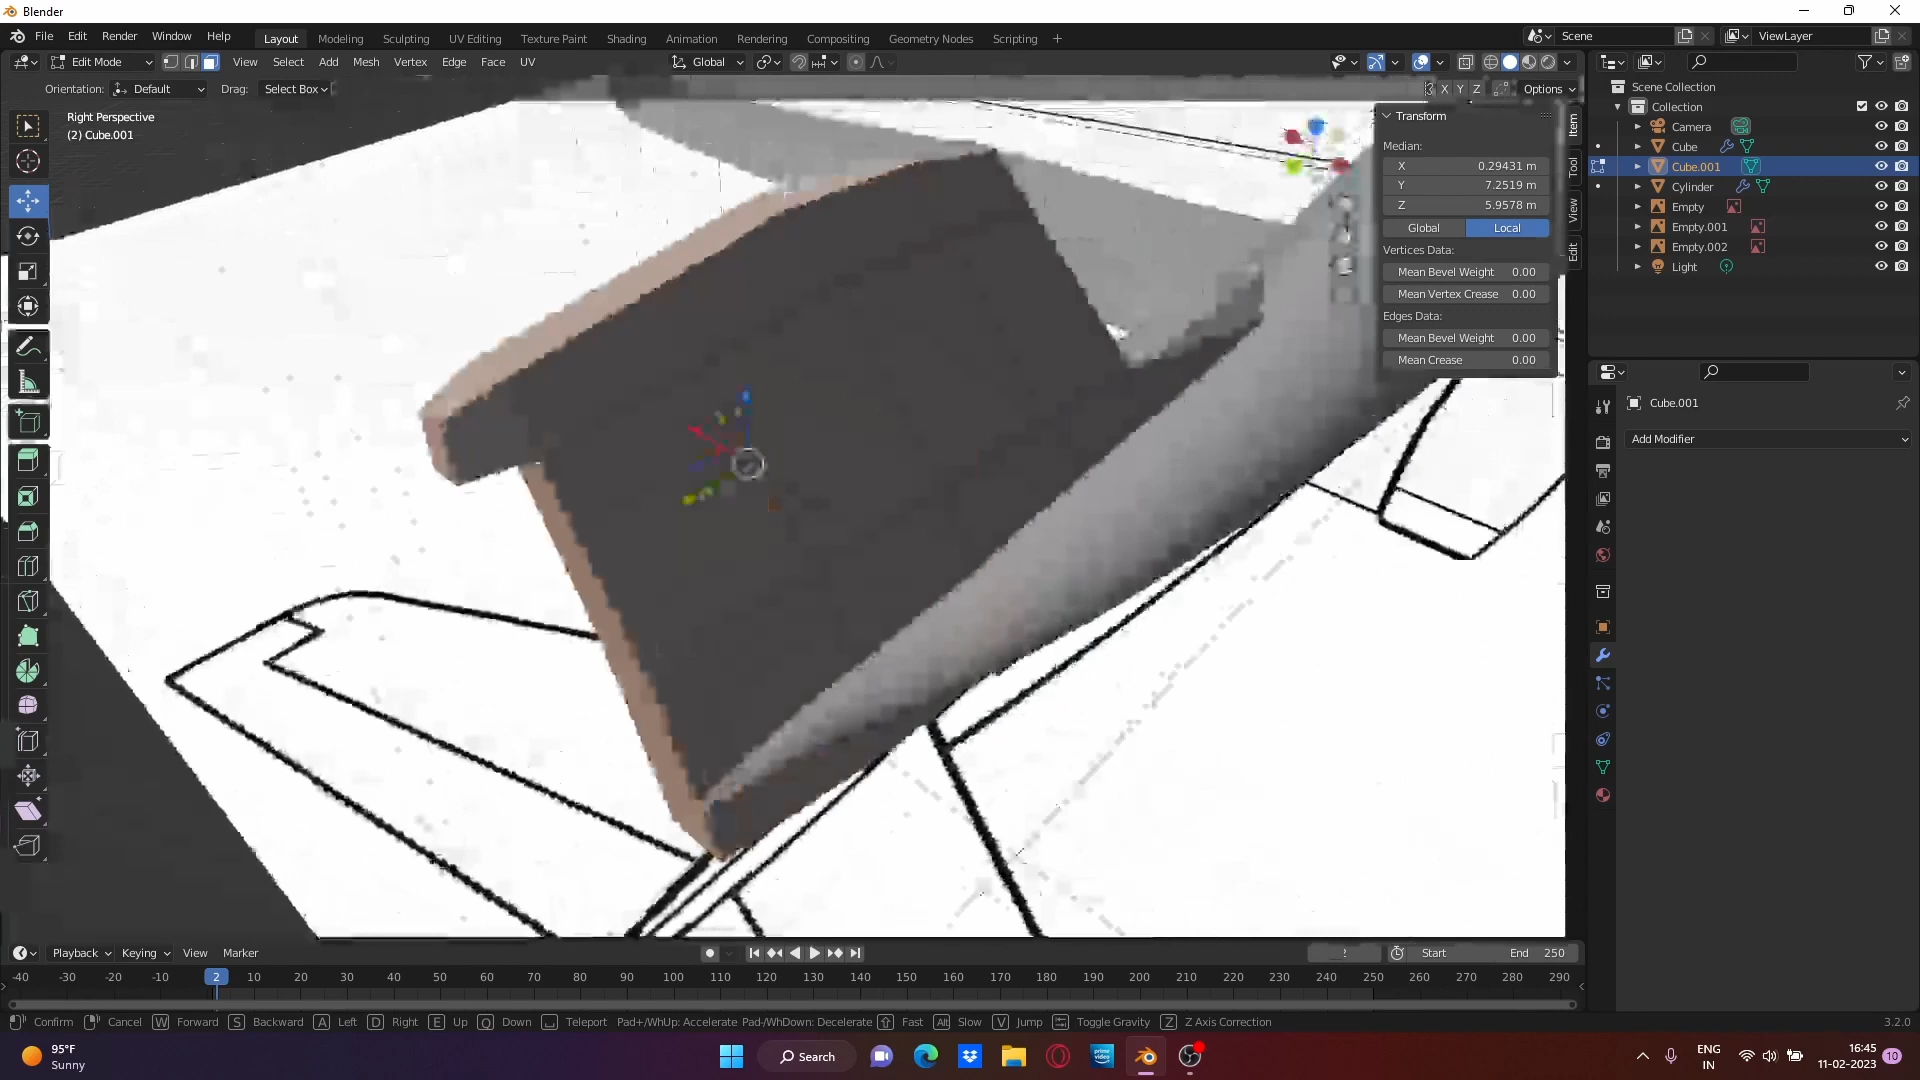 Blender
File Edit Render Window Help
Layout Modeling Sculpting UV Editing Texture Paint Shading Animation Rendering Compositing Geometry Nodes Scripting +
Scene
ViewLayer
Edit Mode View Select Add Mesh Vertex Edge Face UV
Global
Orientation: Default Drag: Select Box
X Y Z Options
Right Perspective
(2) Cube.001
Transform
Median:
X 0.29431 m
Y 7.2519 m
Z 5.9578 m
Global Local
Vertices Data:
Mean Bevel Weight 0.00
Mean Vertex Crease 0.00
Edges Data:
Mean Bevel Weight 0.00
Mean Crease 0.00
Item
Tool
View
Edit
Scene Collection
Collection
Camera
Cube
Cube.001
Cylinder
Empty
Empty.001
Empty.002
Light
Cube.001
Add Modifier
Playback Keying View Marker
2 Start End 250
-40 -30 -20 -10 2 10 20 30 40 50 60 70 80 90 100 110 120 130 140 150 160 170 180 190 200 210 220 230 240 250 260 270 280 290
Confirm Cancel W Forward S Backward A Left D Right E Up Q Down Teleport Pad+/WhUp: Accelerate Pad-/WhDown: Decelerate Fast Alt Slow V Jump Toggle Gravity Z Z Axis Correction 3.2.0
95°F
Sunny
Search
prime video
ENG
IN
16:45
11-02-2023
10